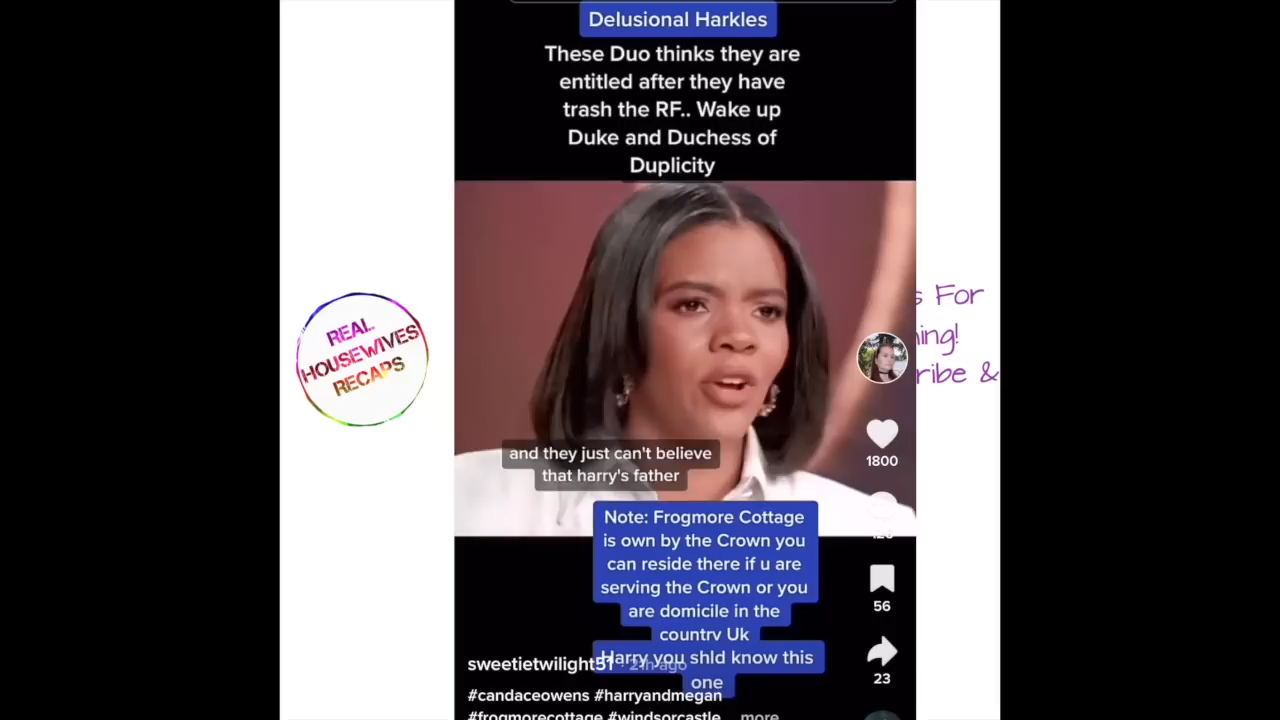 Delusional Harkles
These Duo thinks they are
entitled after they have
trash the RF.. Wake up
Duke and Duchess of
Duplicity
REAL
HOUSEWIVES
RECAPS
s For
ing!
ribe &
1800
and they just can't believe
that harry's father
Note: Frogmore Cottage
is own by the Crown you
can reside there if u are
serving the Crown or you
are domicile in the
country Uk
Harry you shld know this
one
56
23
sweetietwilight51 · 21h ago
#candaceowens #harryandmegan
#frogmorecottage #windsorcastle more